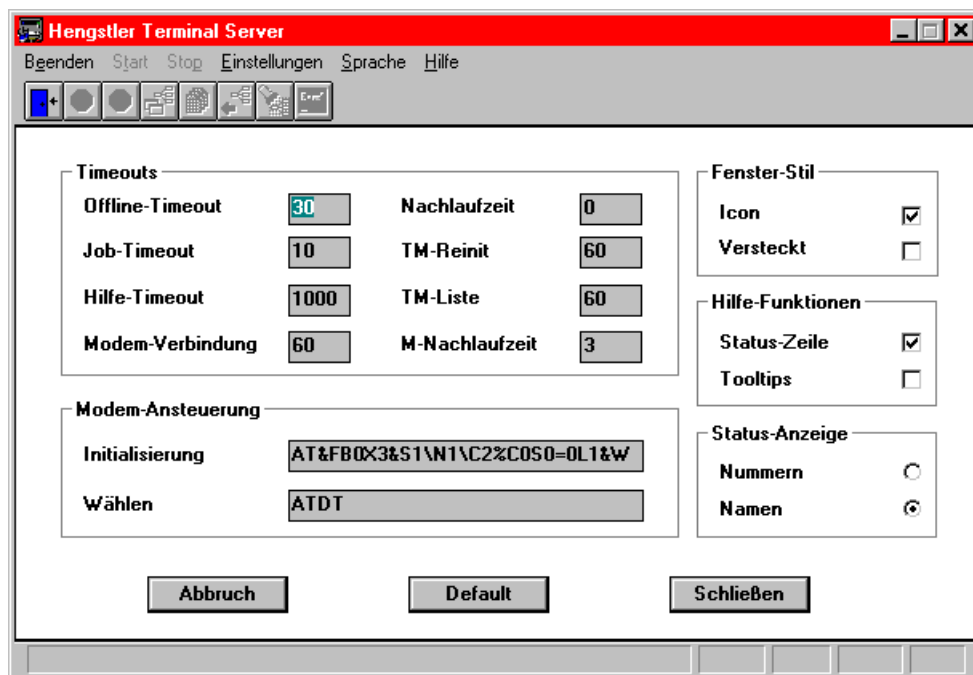 Hengstler Terminal Server
Beenden Start Stop Einstellungen Sprache Hilfe
Timeouts
Offline-Timeout 30 Nachlaufzeit 0
Job-Timeout 10 TM-Reinit 60
Hilfe-Timeout 1000 TM-Liste 60
Modem-Verbindung 60 M-Nachlaufzeit 3
Modem-Ansteuerung
Initialisierung AT&FB0X3&S1\N1\C2%C0S0=0L1&W
Wählen ATDT
Fenster-Stil
Icon
Versteckt
Hilfe-Funktionen
Status-Zeile
Tooltips
Status-Anzeige
Nummern
Namen
Abbruch Default Schließen